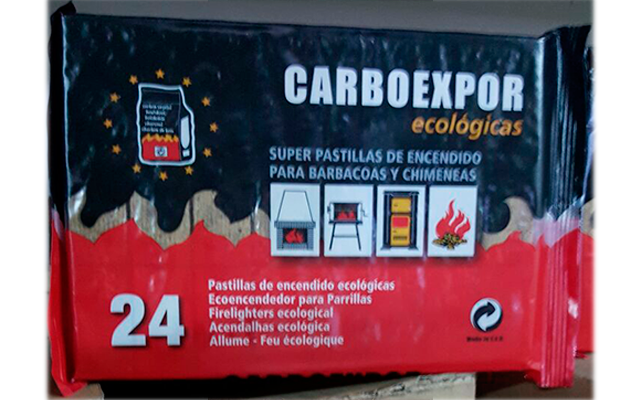 CARBOEXPOR
ecológicas
SUPER PASTILLAS DE ENCENDIDO
PARA BARBACOAS Y CHIMENEAS
24
Pastillas de encendido ecológicas
Ecoencendedor para Parrillas
Firelighters ecological
Acendalhas ecológica
Allume - Feu écologique